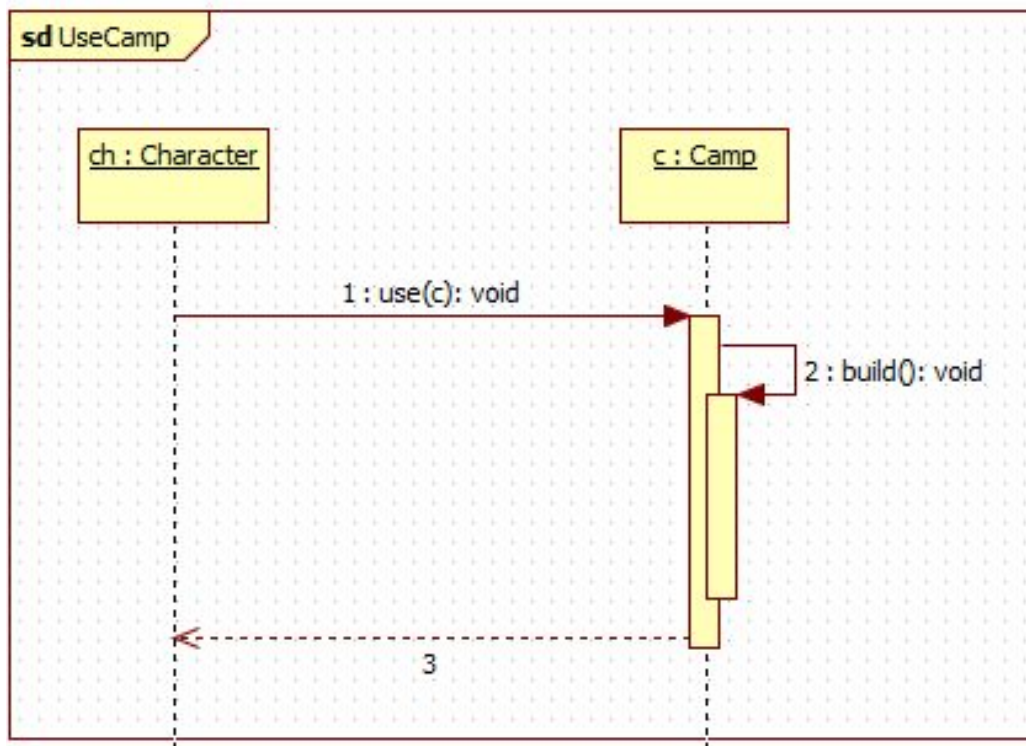 sd UseCamp
ch : Character
c : Camp
1 : use(c): void
2 : build(): void
3